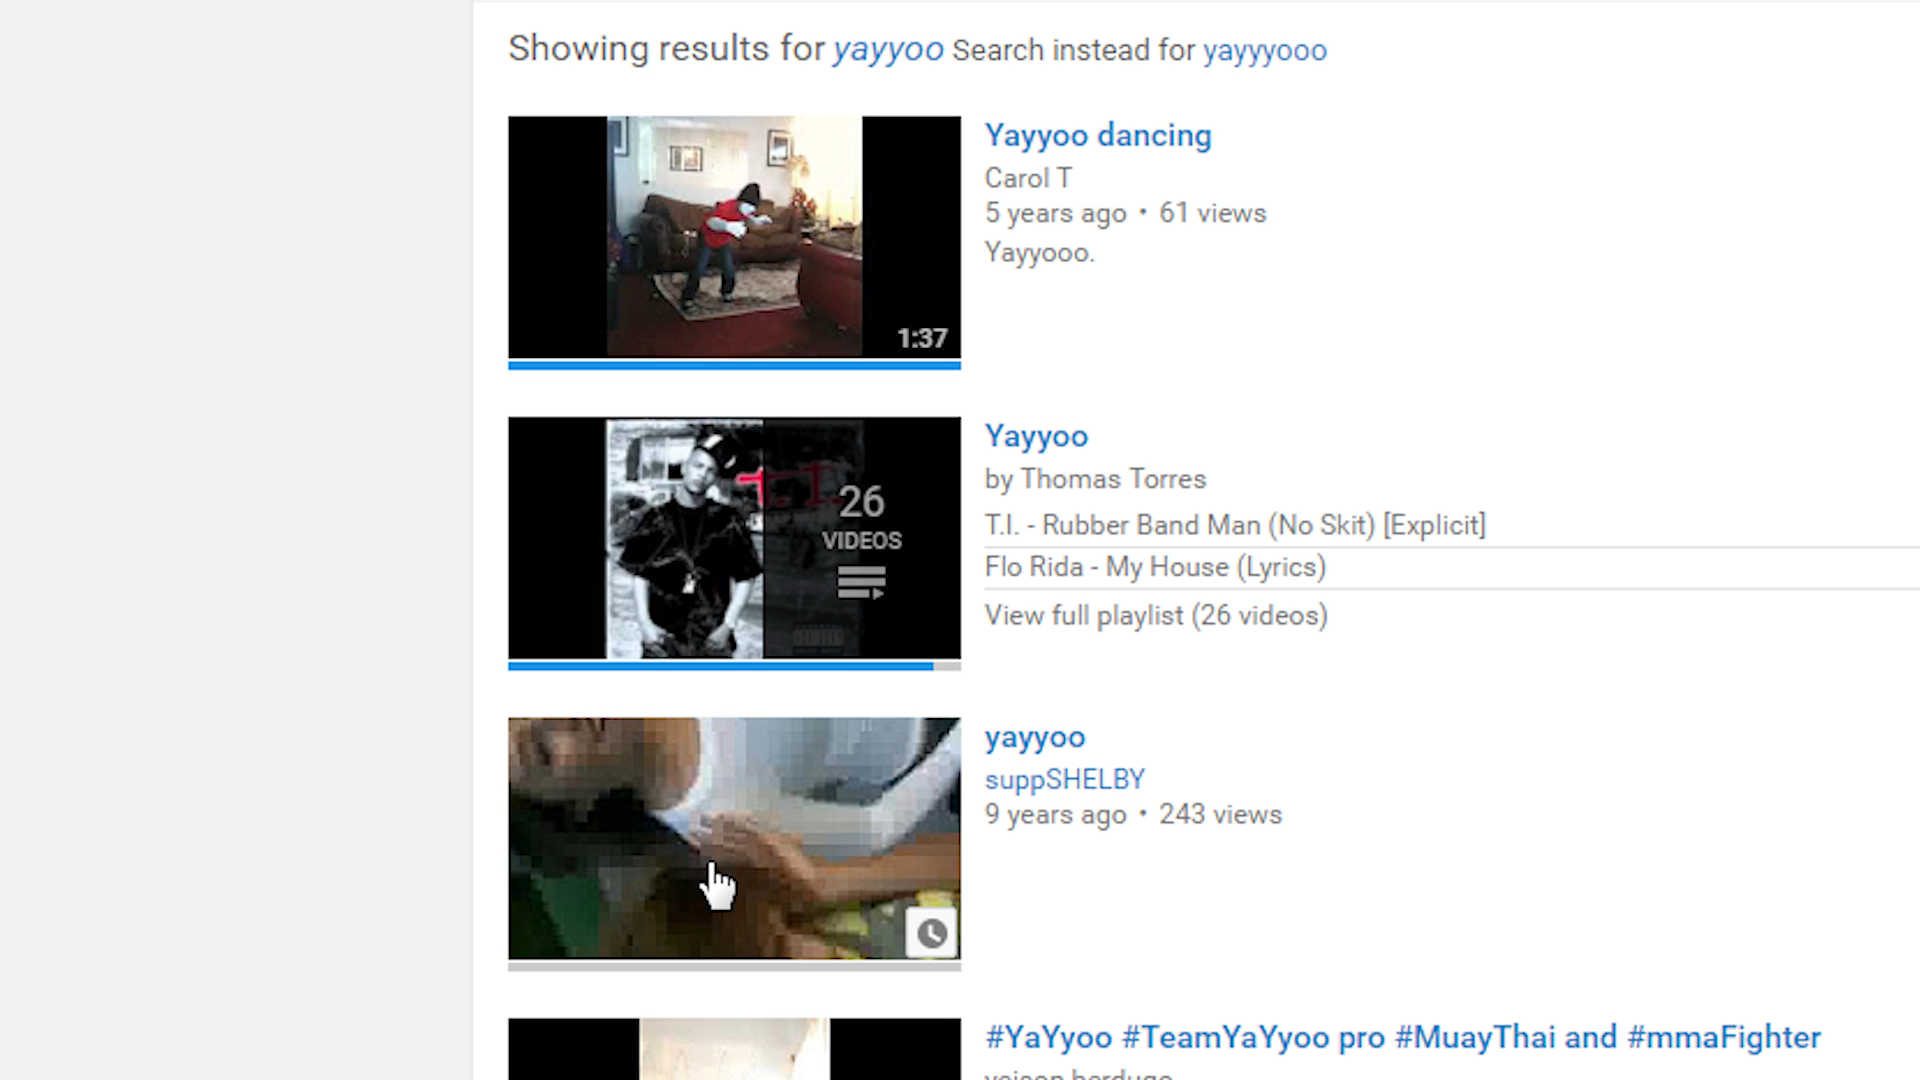 Showing results for yayyoo Search instead for yayyyooo
Yayyoo dancing
Carol T
5 years ago • 61 views
Yayyooo.
1:37
Yayyoo
by Thomas Torres
T.I. - Rubber Band Man (No Skit) [Explicit]
Flo Rida - My House (Lyrics)
View full playlist (26 videos)
T.I.
26
VIDEOS
yayyoo
suppSHELBY
9 years ago • 243 views
#YaYyoo #TeamYaYyoo pro #MuayThai and #mmaFighter